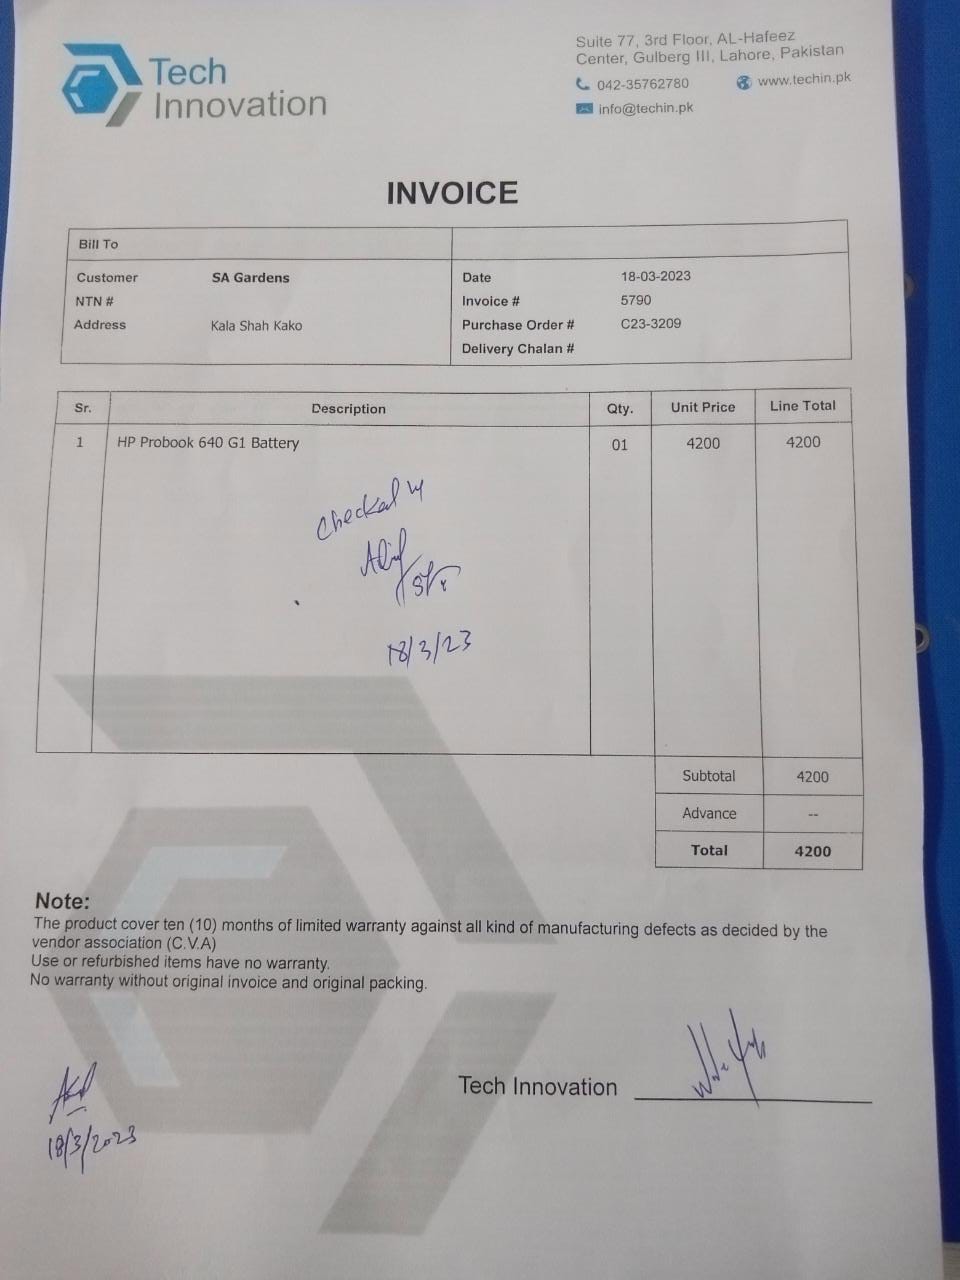 Tech
Innovation
Suite 77, 3rd Floor, AL-Hafeez
Center, Gulberg III, Lahore, Pakistan
042-35762780 www.techin.pk
info@techin.pk
INVOICE
Bill To
Customer SA Gardens
NTN #
Address Kala Shah Kako
Date 18-03-2023
Invoice # 5790
Purchase Order # C23-3209
Delivery Chalan #
Sr. Description Qty. Unit Price Line Total
1 HP Probook 640 G1 Battery 01 4200 4200
Checked
18/3/23
Subtotal 4200
Advance --
Total 4200
Note:
The product cover ten (10) months of limited warranty against all kind of manufacturing defects as decided by the
vendor association (C.V.A)
Use or refurbished items have no warranty.
No warranty without original invoice and original packing.
Tech Innovation
18/3/2023